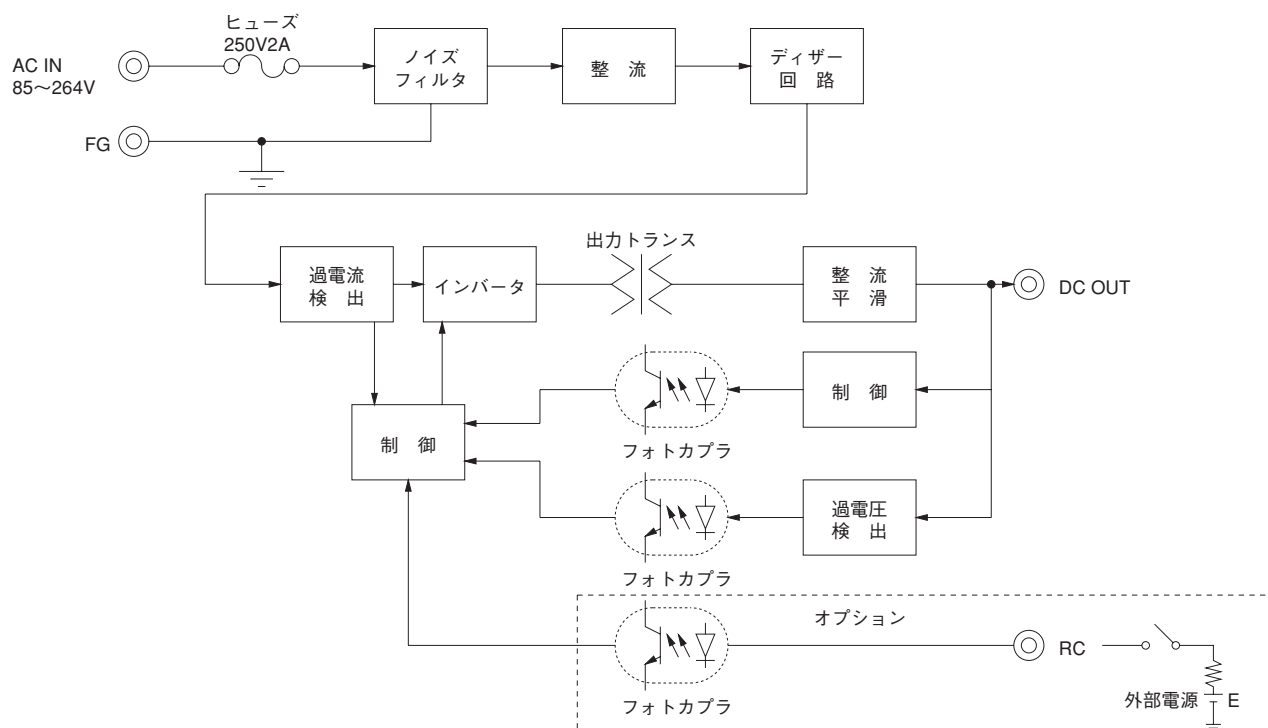 ヒューズ
250V2A
AC IN
85～264V
ノイズ
フィルタ
整 流
ディザー
回 路
FG
出力トランス
過電流
検 出
インバータ
整 流
平 滑
DC OUT
制 御
フォトカプラ
制 御
過電圧
検 出
フォトカプラ
オプション
RC
フォトカプラ
外部電源
E